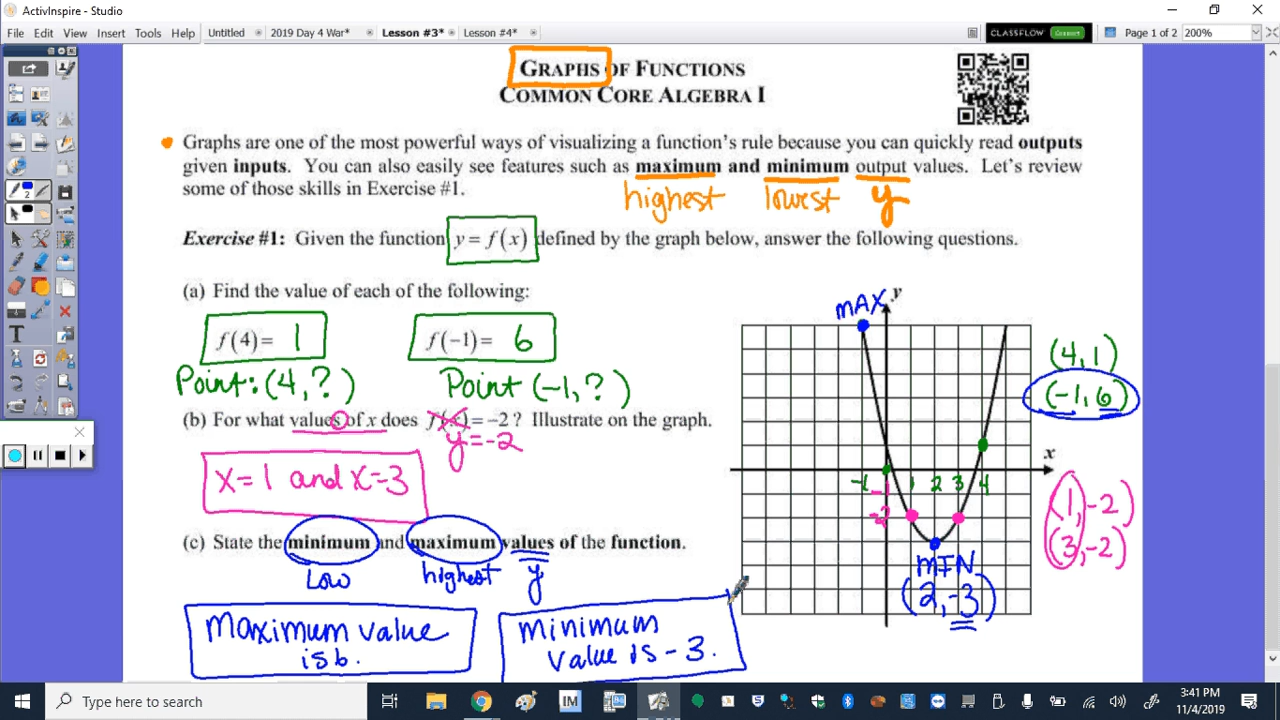 ActivInspire - Studio
File Edit View Insert Tools Help Untitled 2019 Day 4 War* Lesson #3* Lesson #4* CLASSFLOW Connect Page 1 of 2 200%
GRAPHS OF FUNCTIONS
COMMON CORE ALGEBRA I
Graphs are one of the most powerful ways of visualizing a function's rule because you can quickly read outputs
given inputs. You can also easily see features such as maximum and minimum output values. Let's review
some of those skills in Exercise #1.
highest lowest y
Exercise #1: Given the function y = f(x) defined by the graph below, answer the following questions.
(a) Find the value of each of the following:
f(4) = 1 f(-1) = 6
Point: (4, ?) Point (-1, ?)
(b) For what values of x does f(x) = -2? Illustrate on the graph.
y = -2
x=1 and x=3
(c) State the minimum and maximum values of the function.
Low highest y
maximum value
is 6.
minimum
value is -3.
MAX y
x
-1 1 2 3 4
-1
-2
MIN
(2, -3)
(4, 1)
(-1, 6)
(1, -2)
(3, -2)
2
T
Type here to search
IM
3:41 PM
11/4/2019